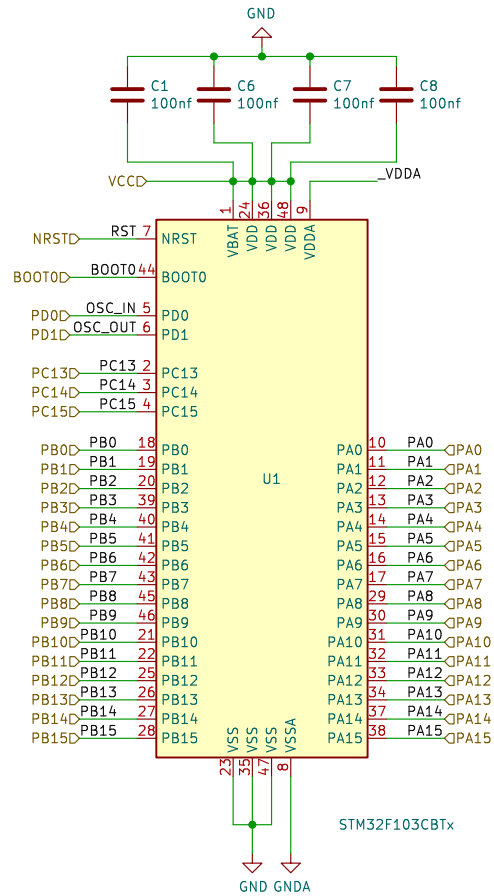 GND
C1 C6 C7 C8
100nf 100nf 100nf 100nf
VCC _VDDA
1 24 36 48 9
VBAT VDD VDD VDD VDDA
NRST RST 7 NRST
BOOT0 BOOT0 44 BOOT0
PD0 OSC_IN 5 PD0
PD1 OSC_OUT 6 PD1
PC13 PC13 2 PC13
PC14 PC14 3 PC14
PC15 PC15 4 PC15
PB0 PB0 18 PB0 PA0 10 PA0 PA0
PB1 PB1 19 PB1 PA1 11 PA1 PA1
U1
PB2 PB2 20 PB2 PA2 12 PA2 PA2
PB3 PB3 39 PB3 PA3 13 PA3 PA3
PB4 PB4 40 PB4 PA4 14 PA4 PA4
PB5 PB5 41 PB5 PA5 15 PA5 PA5
PB6 PB6 42 PB6 PA6 16 PA6 PA6
PB7 PB7 43 PB7 PA7 17 PA7 PA7
PB8 PB8 45 PB8 PA8 29 PA8 PA8
PB9 PB9 46 PB9 PA9 30 PA9 PA9
PB10 PB10 21 PB10 PA10 31 PA10 PA10
PB11 PB11 22 PB11 PA11 32 PA11 PA11
PB12 PB12 25 PB12 PA12 33 PA12 PA12
PB13 PB13 26 PB13 PA13 34 PA13 PA13
PB14 PB14 27 PB14 PA14 37 PA14 PA14
PB15 PB15 28 PB15 PA15 38 PA15 PA15
VSS VSS VSS VSSA
23 35 47 8
STM32F103CBTx
GND GNDA